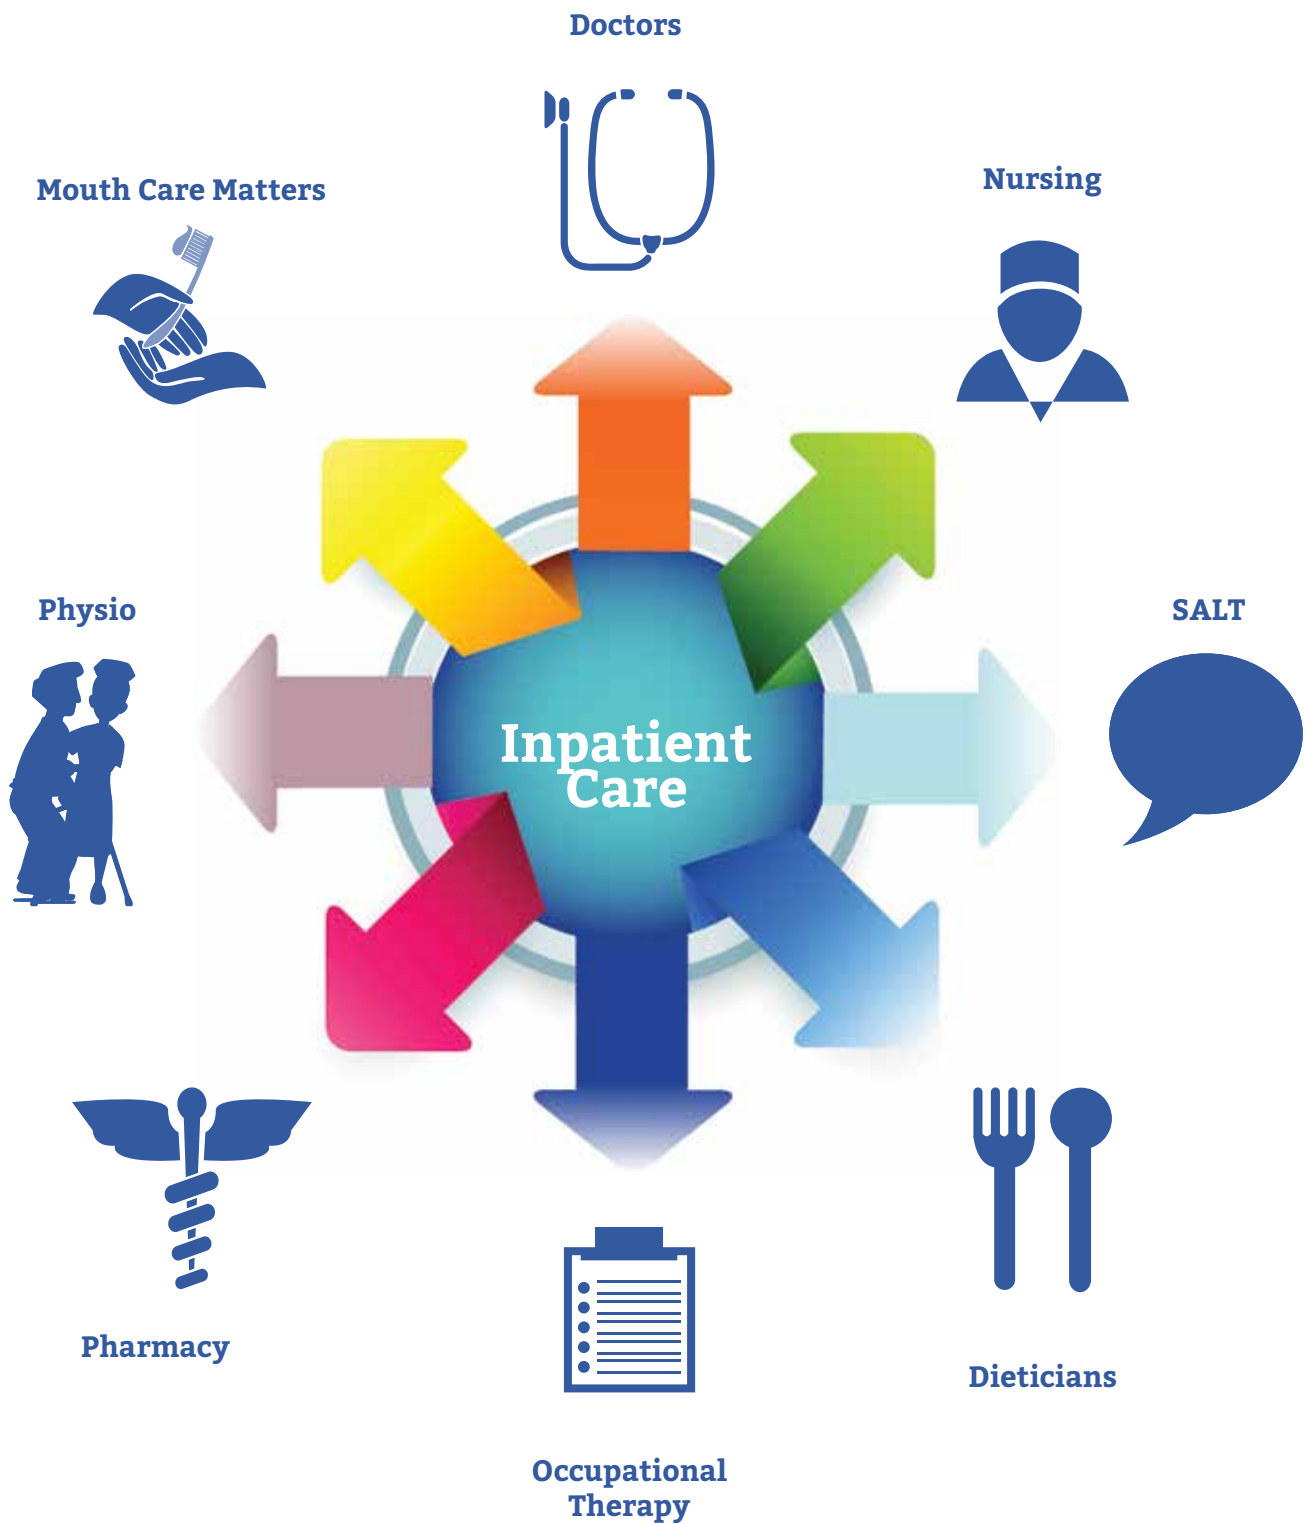 Doctors
Mouth Care Matters
Nursing
Physio
SALT
Inpatient
Care
Pharmacy
Dieticians
Occupational
Therapy